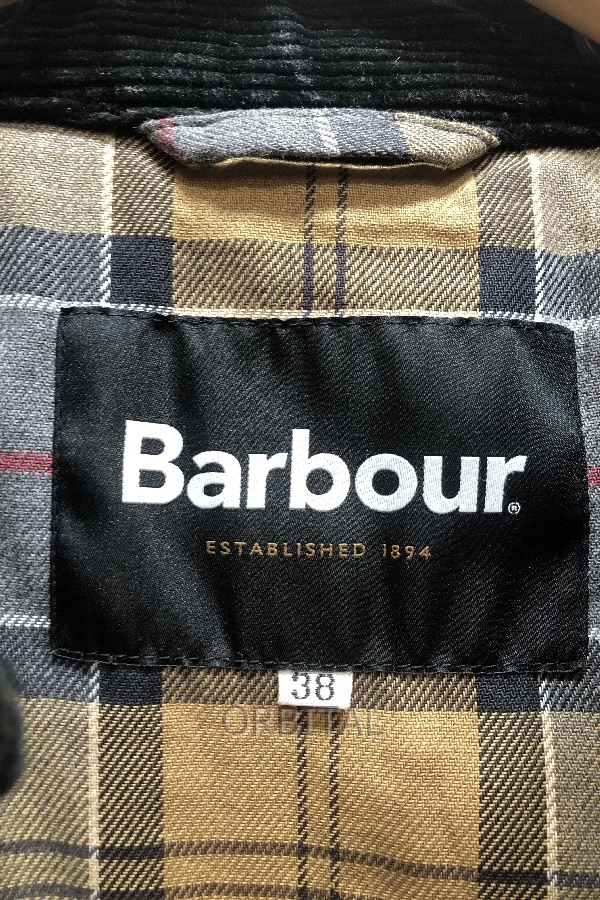 Barbour®
ESTABLISHED 1894
38
ORBITAL